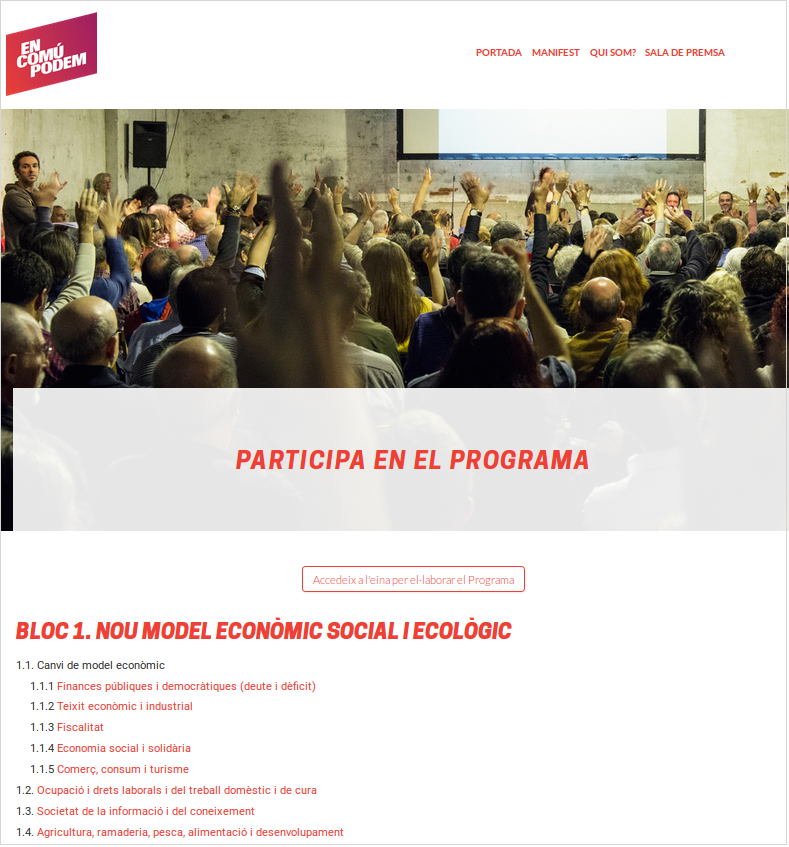 EN
COMÚ
PODEM
PORTADA MANIFEST QUI SOM? SALA DE PREMSA
PARTICIPA EN EL PROGRAMA
Accedeix a l'eina per el·laborar el Programa
BLOC 1. NOU MODEL ECONÒMIC SOCIAL I ECOLÒGIC
1.1. Canvi de model econòmic
1.1.1 Finances públiques i democràtiques (deute i dèficit)
1.1.2 Teixit econòmic i industrial
1.1.3 Fiscalitat
1.1.4 Economia social i solidària
1.1.5 Comerç, consum i turisme
1.2. Ocupació i drets laborals i del treball domèstic i de cura
1.3. Societat de la informació i del coneixement
1.4. Agricultura, ramaderia, pesca, alimentació i desenvolupament